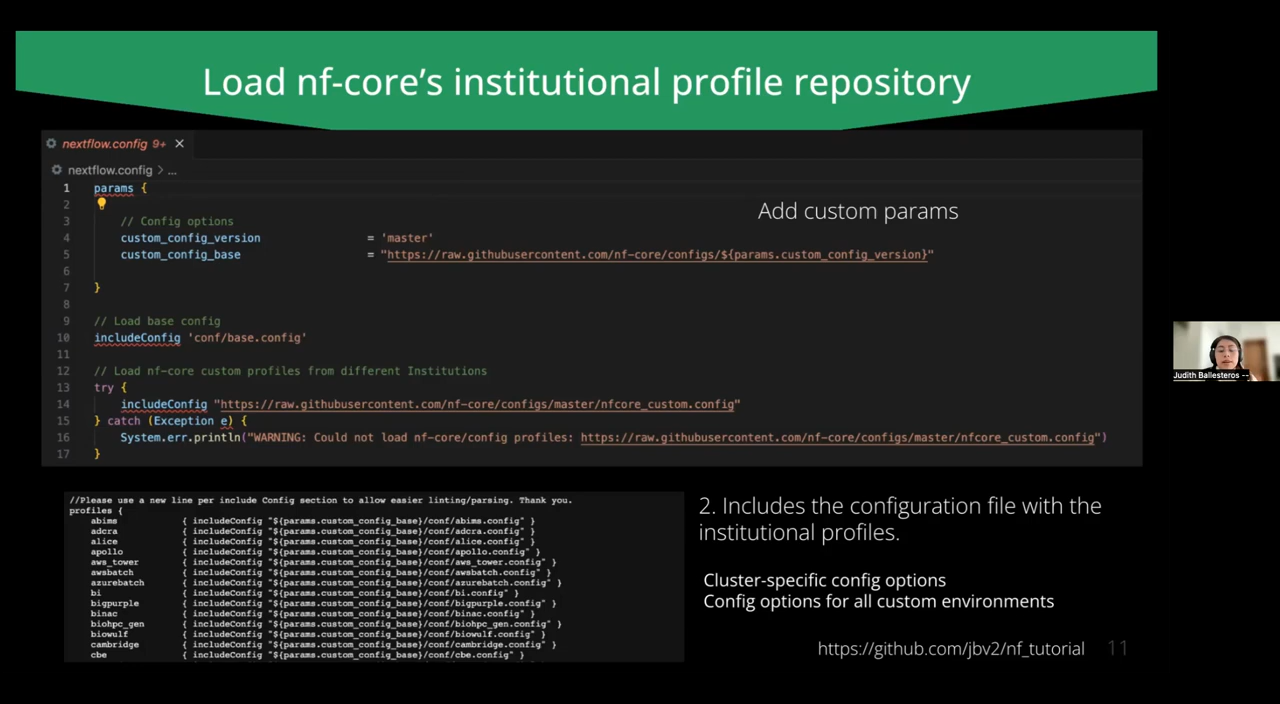 Load nf-core's institutional profile repository
nextflow.config 9+ ×
nextflow.config > ...
1 params {
2
Add custom params
3 // Config options
4 custom_config_version = 'master'
5 custom_config_base = "https://raw.githubusercontent.com/nf-core/configs/${params.custom_config_version}"
6
7 }
8
9 // Load base config
10 includeConfig 'conf/base.config'
11
12 // Load nf-core custom profiles from different Institutions
13 try {
14 includeConfig "https://raw.githubusercontent.com/nf-core/configs/master/nfcore_custom.config"
15 } catch (Exception e) {
16 System.err.println("WARNING: Could not load nf-core/config profiles: https://raw.githubusercontent.com/nf-core/configs/master/nfcore_custom.config")
17 }
//Please use a new line per include Config section to allow easier linting/parsing. Thank you.
profiles {
abims { includeConfig "${params.custom_config_base}/conf/abims.config" }
adcra { includeConfig "${params.custom_config_base}/conf/adcra.config" }
alice { includeConfig "${params.custom_config_base}/conf/alice.config" }
apollo { includeConfig "${params.custom_config_base}/conf/apollo.config" }
aws_tower { includeConfig "${params.custom_config_base}/conf/aws_tower.config" }
awsbatch { includeConfig "${params.custom_config_base}/conf/awsbatch.config" }
azurebatch { includeConfig "${params.custom_config_base}/conf/azurebatch.config" }
bi { includeConfig "${params.custom_config_base}/conf/bi.config" }
bigpurple { includeConfig "${params.custom_config_base}/conf/bigpurple.config" }
binac { includeConfig "${params.custom_config_base}/conf/binac.config" }
biohpc_gen { includeConfig "${params.custom_config_base}/conf/biohpc_gen.config" }
biowulf { includeConfig "${params.custom_config_base}/conf/biowulf.config" }
cambridge { includeConfig "${params.custom_config_base}/conf/cambridge.config" }
cbe { includeConfig "${params.custom_config_base}/conf/cbe.config" }
2. Includes the configuration file with the
institutional profiles.
Cluster-specific config options
Config options for all custom environments
https://github.com/jbv2/nf_tutorial 11
Judith Ballesteros --